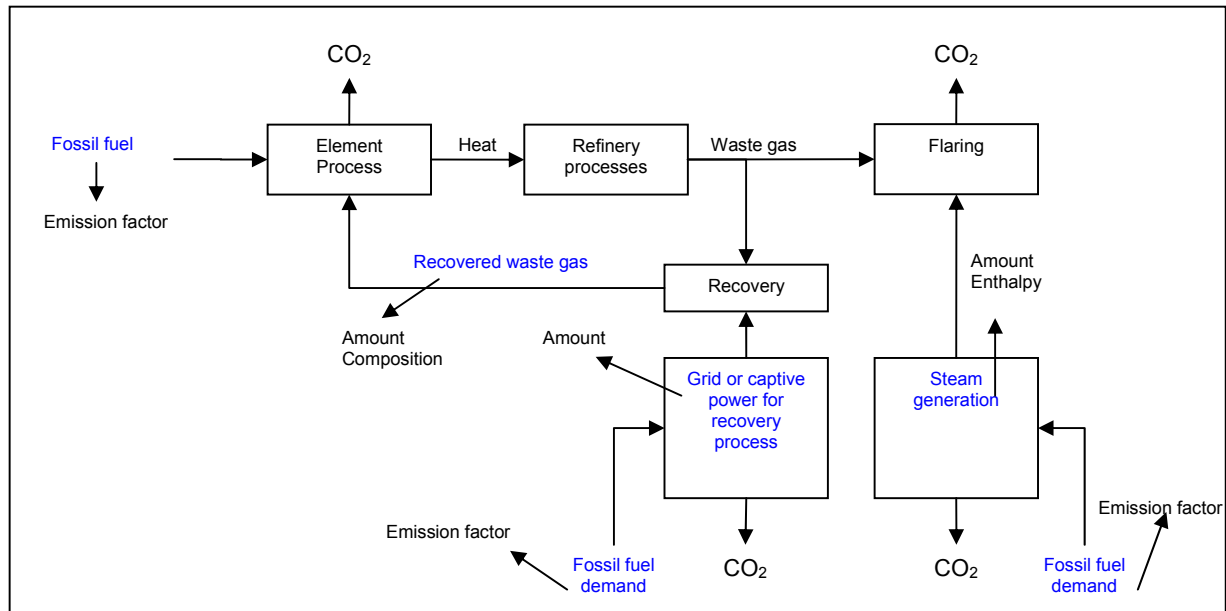 CO₂
CO₂
Fossil fuel
Element
Process
Heat
Refinery
processes
Waste gas
Flaring
Emission factor
Recovered waste gas
Recovery
Amount
Enthalpy
Amount
Composition
Amount
Grid or captive
power for
recovery
process
Steam
generation
Emission factor
Emission factor
Fossil fuel
demand
CO₂
CO₂
Fossil fuel
demand